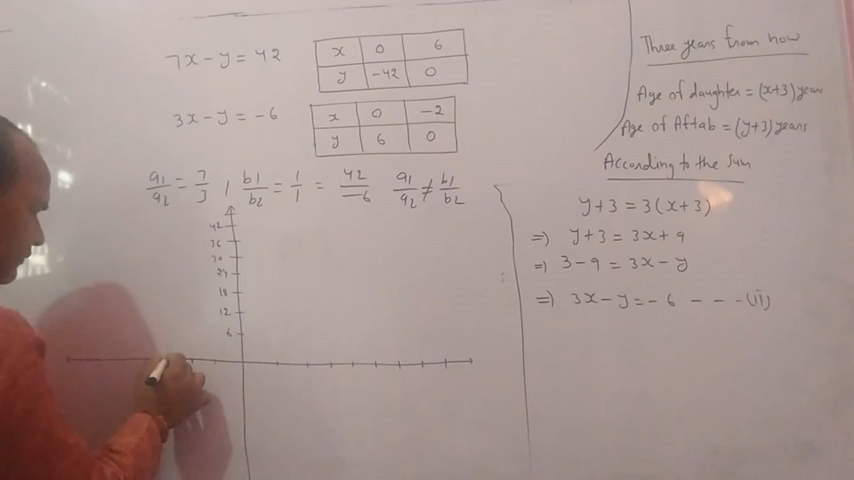 7x - y = 42
x 0 6
y -42 0
3x - y = -6
x 0 -2
y 6 0
a1/a2 = 7/3 , b1/b2 = 1/1 = 42/-6 a1/a2 ≠ b1/b2
42
36
30
24
18
12
6
Three years from now
Age of daughter = (x+3) years
Age of Aftab = (y+3) years
According to the sum
y + 3 = 3(x+3)
=) y + 3 = 3x + 9
=) 3 - 9 = 3x - y
=) 3x - y = -6 - - - (ii)